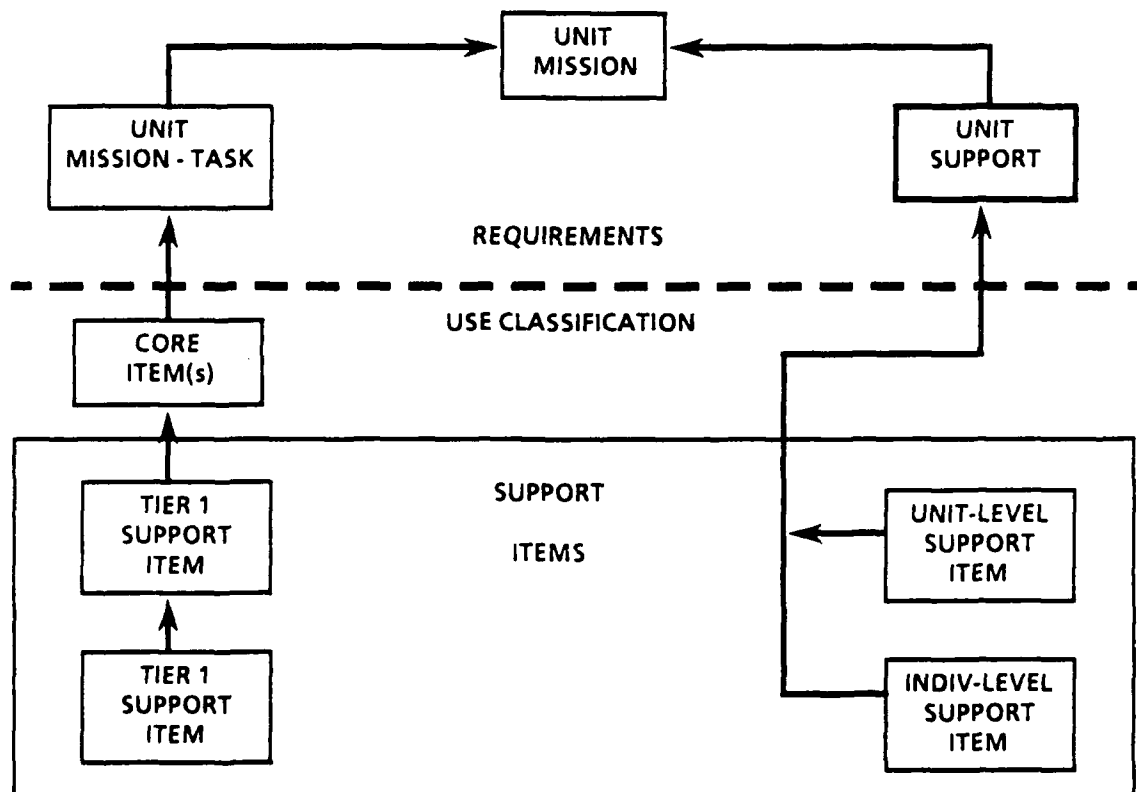 UNIT
MISSION
UNIT
MISSION - TASK
UNIT
SUPPORT
REQUIREMENTS
USE CLASSIFICATION
CORE
ITEM(s)
SUPPORT
ITEMS
TIER 1
SUPPORT
ITEM
UNIT-LEVEL
SUPPORT
ITEM
TIER 1
SUPPORT
ITEM
INDIV-LEVEL
SUPPORT
ITEM